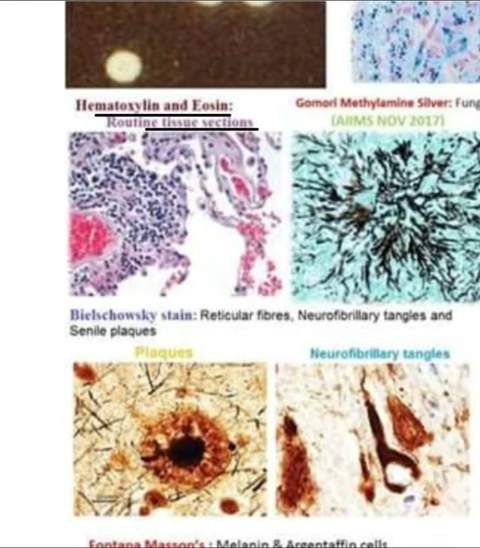 Hematoxylin and Eosin:
Routine tissue sections
Gomori Methylamine Silver: Fung
(AIIMS NOV 2017)
Bielschowsky stain: Reticular fibres, Neurofibrillary tangles and
Senile plaques
Plaques
Neurofibrillary tangles
Fontana Masson's : Melanin & Argentaffin cells